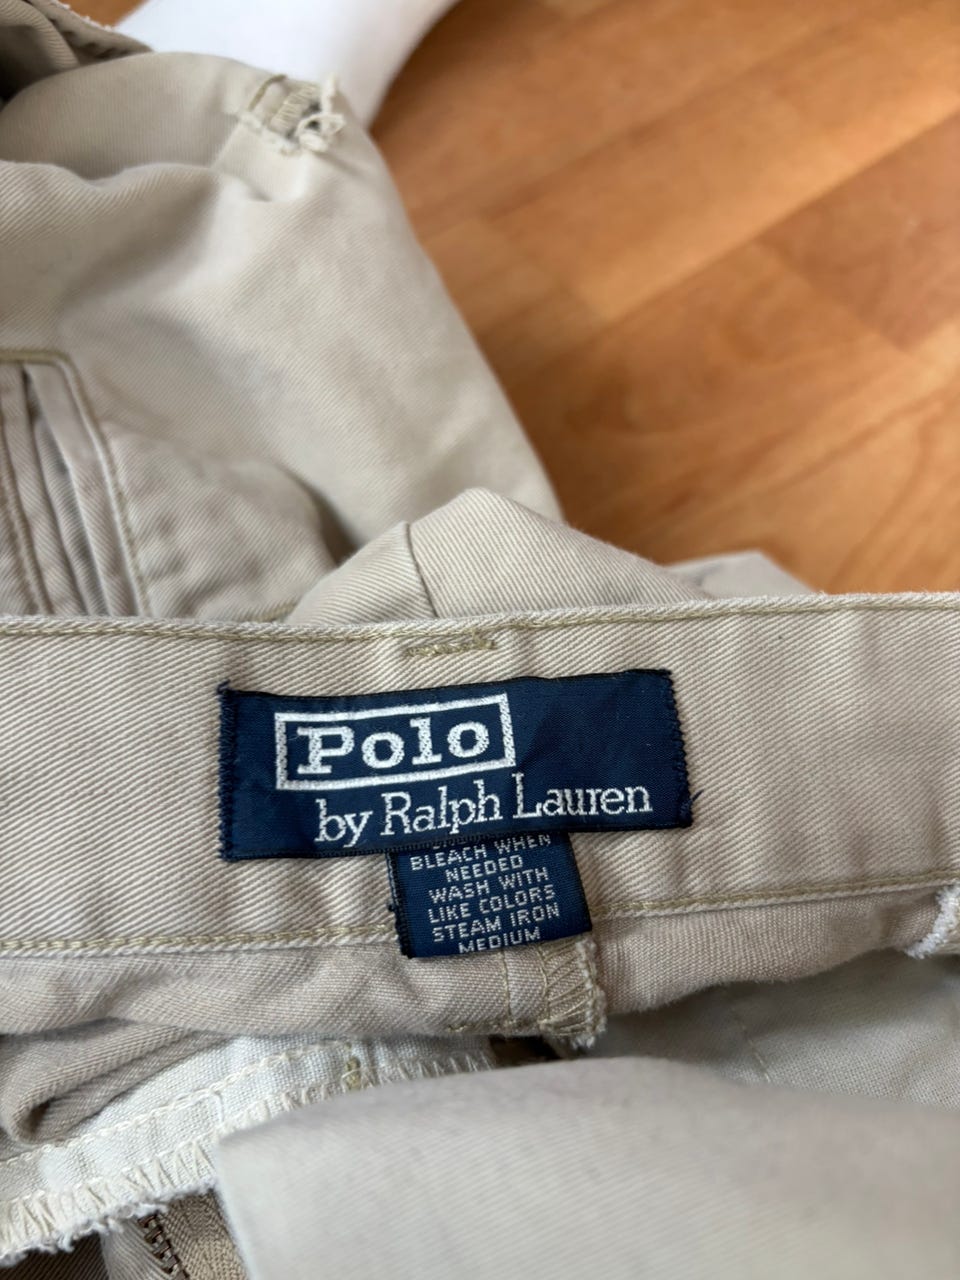 Polo
by Ralph Lauren
BLEACH WHEN
NEEDED
WASH WITH
LIKE COLORS
STEAM IRON
MEDIUM